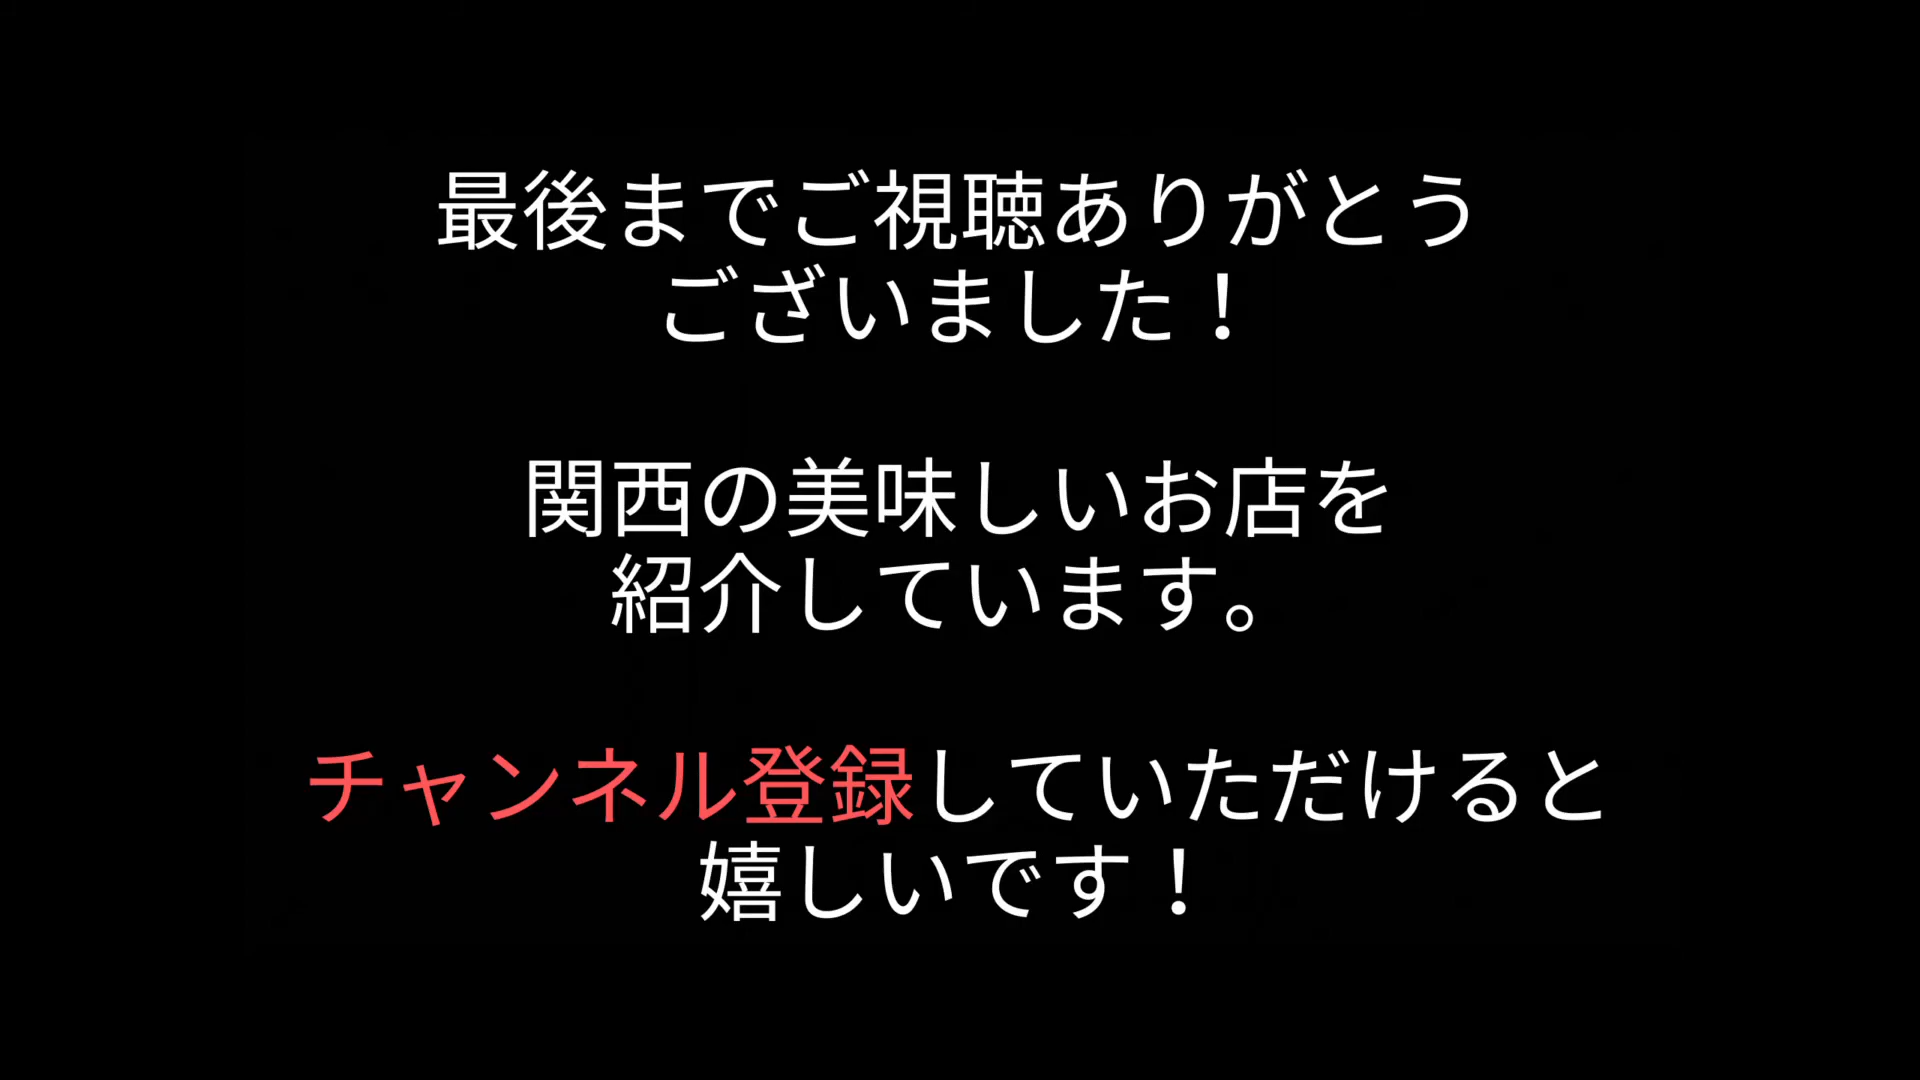 最後までご視聴ありがとう
ございました！
関西の美味しいお店を
紹介しています。
チャンネル登録していただけると
嬉しいです！